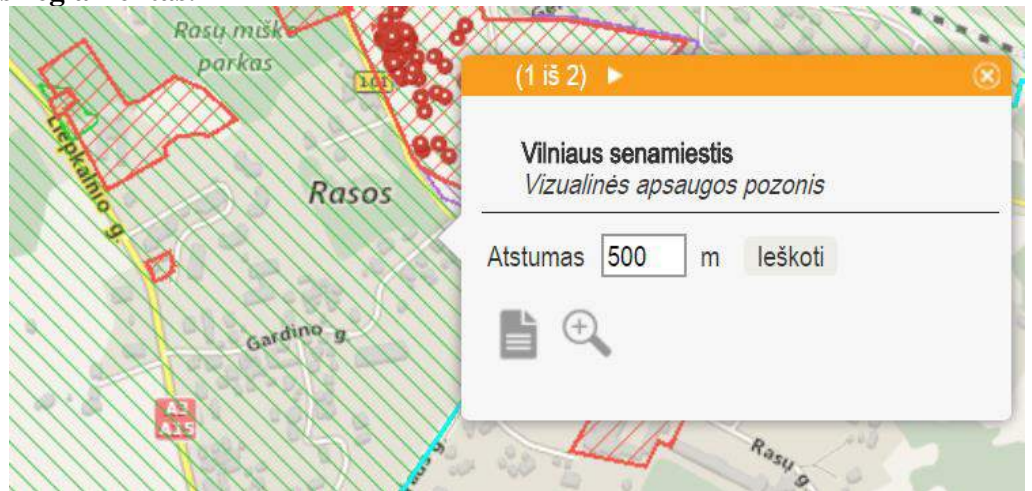 Rasų miško
parkas
101
Liepkalnio g.
Rasos
Gardino g.
A3
A15
Rasų g.
(1 iš 2)
Vilniaus senamiestis
Vizualinės apsaugos pozonis
Atstumas 500 m Ieškoti